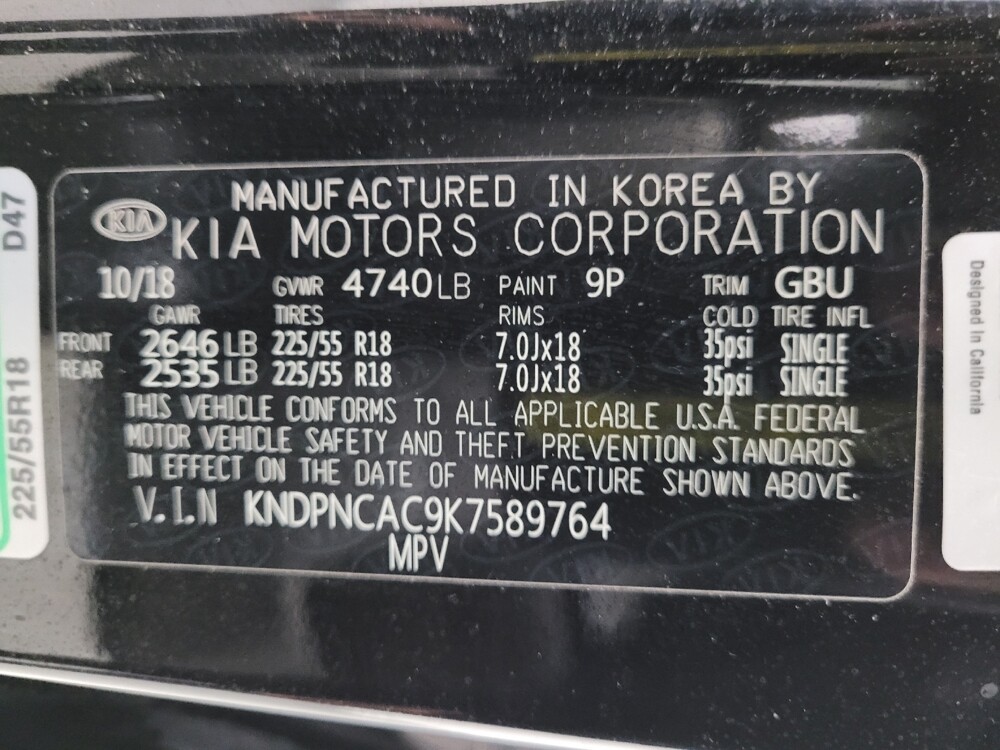 MANUFACTURED IN KOREA BY
KIA
KIA MOTORS CORPORATION
10/18 GVWR 4740LB PAINT 9P TRIM GBU
GAWR TIRES RIMS COLD TIRE INFL
FRONT 2646LB 225/55 R18 7.0Jx18 35psi SINGLE
REAR 2535LB 225/55 R18 7.0Jx18 35psi SINGLE
THIS VEHICLE CONFORMS TO ALL APPLICABLE U.S.A. FEDERAL
MOTOR VEHICLE SAFETY AND THEFT PREVENTION STANDARDS
IN EFFECT ON THE DATE OF MANUFACTURE SHOWN ABOVE.
V.I.N KNDPNCAC9K7589764
MPV
225/55R18 D47
Designed in California